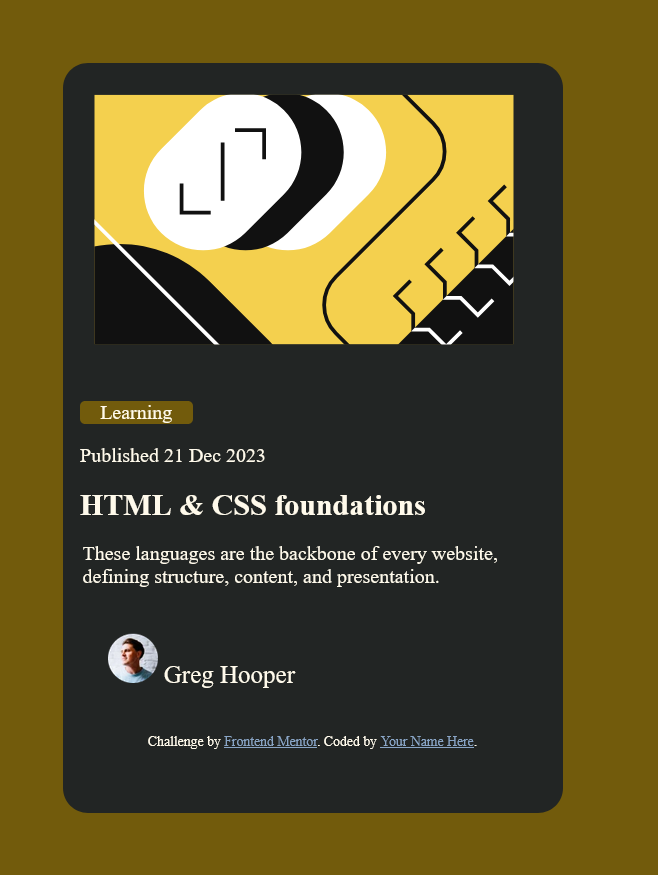 Learning
Published 21 Dec 2023
HTML & CSS foundations
These languages are the backbone of every website,
defining structure, content, and presentation.
Greg Hooper
Challenge by Frontend Mentor. Coded by Your Name Here.